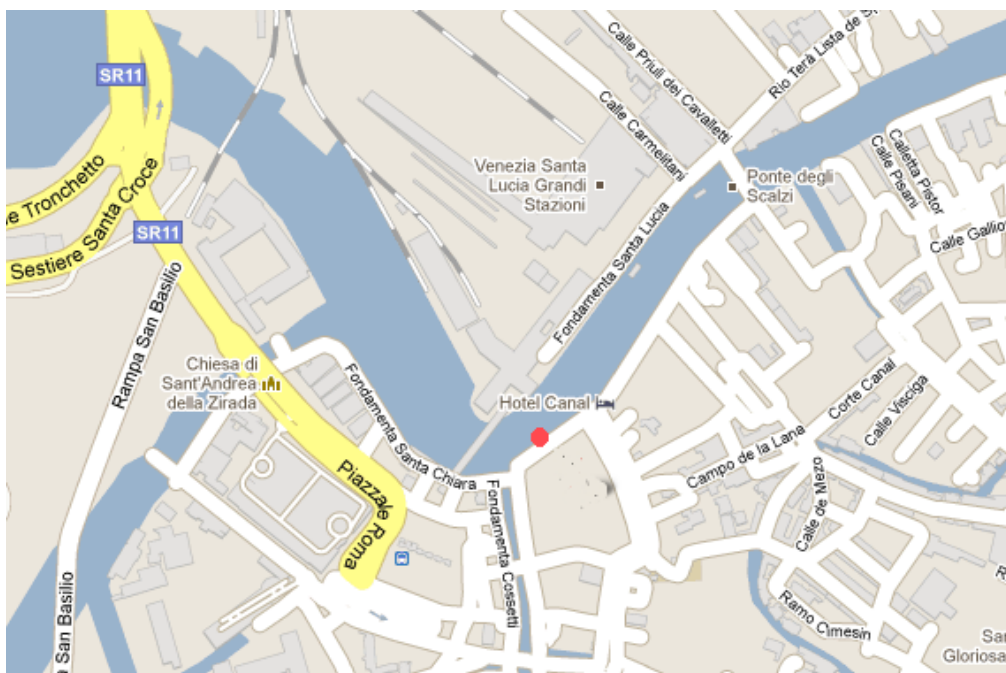 SR11
Calle Priuli dei Cavalletti
Rio Terà Lista de
Calle Carmelitani
Venezia Santa
Lucia Grandi
Stazioni
Ponte degli
Scalzi
Calletta Pistor
Calle Pisani
Calle Gallio
Tronchetto
Sestiere Santa Croce
SR11
Fondamenta Santa Lucia
Rampa San Basilio
Chiesa di
Sant'Andrea
della Zirada
Fondamenta Santa Chiara
Hotel Canal
Corte Canal
Calle Visciga
Campo de la Lana
Piazzale Roma
Fondamenta Cossetti
Calle de Mezo
San Basilio
Ramo Cimesin
Gloriosa